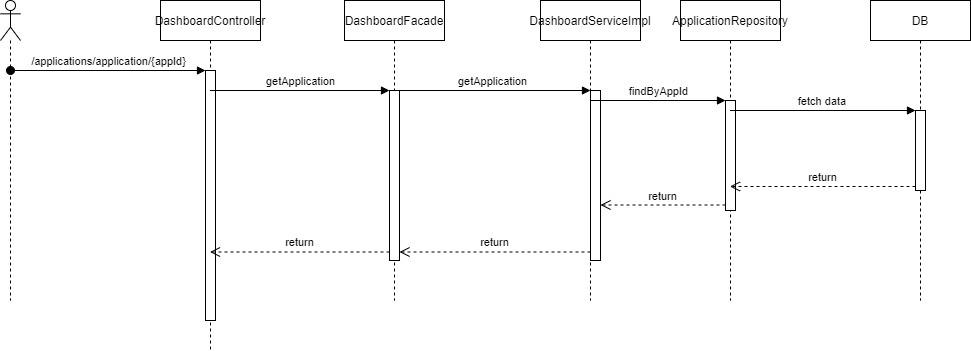 DashboardController
DashboardFacade
DashboardServiceImpl
ApplicationRepository
DB
/applications/application/{appId}
getApplication
getApplication
findByAppId
fetch data
return
return
return
return